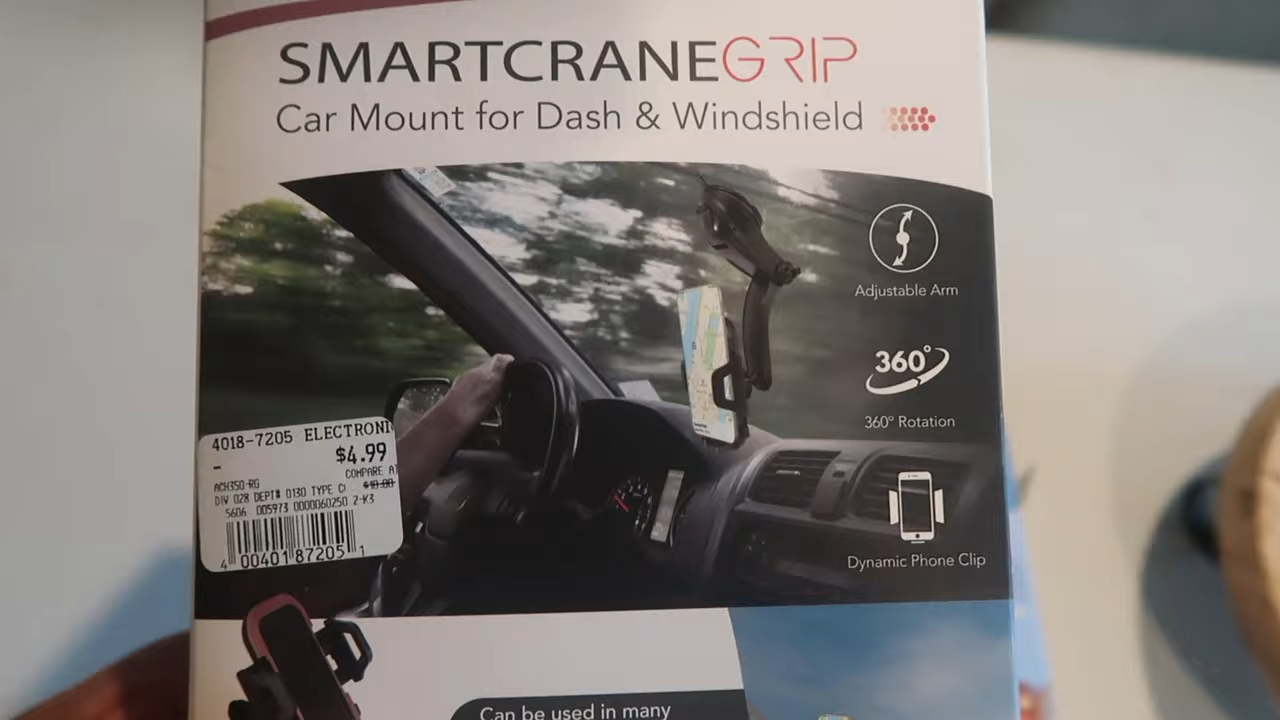 SMARTCRANEGRIP
Car Mount for Dash & Windshield
Adjustable Arm
360°
360° Rotation
Dynamic Phone Clip
4018-7205 ELECTRONI
$4.99
COMPARE A
ACH350-RG
$10.00
DIV 028 DEPT# 0130 TYPE C
5606 005973 0000060250 2-K3
4 00401 87205 1
Can be used in many